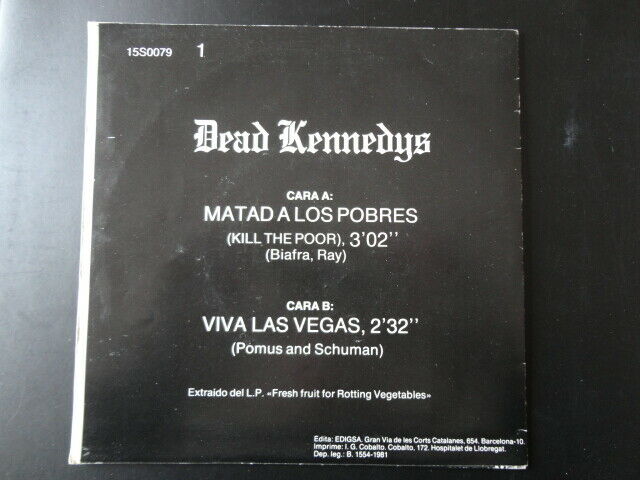 15S0079 1
Dead Kennedys
CARA A:
MATAD A LOS POBRES
(KILL THE POOR), 3'02''
(Biafra, Ray)
CARA B:
VIVA LAS VEGAS, 2'32''
(Pomus and Schuman)
Extraído del L.P. «Fresh fruit for Rotting Vegetables»
Edita: EDIGSA. Gran Via de les Corts Catalanes, 654. Barcelona-10.
Imprime: I. G. Cobalto. Cobalto, 172. Hospitalet de Llobregat.
Dep. leg.: B. 1554-1981